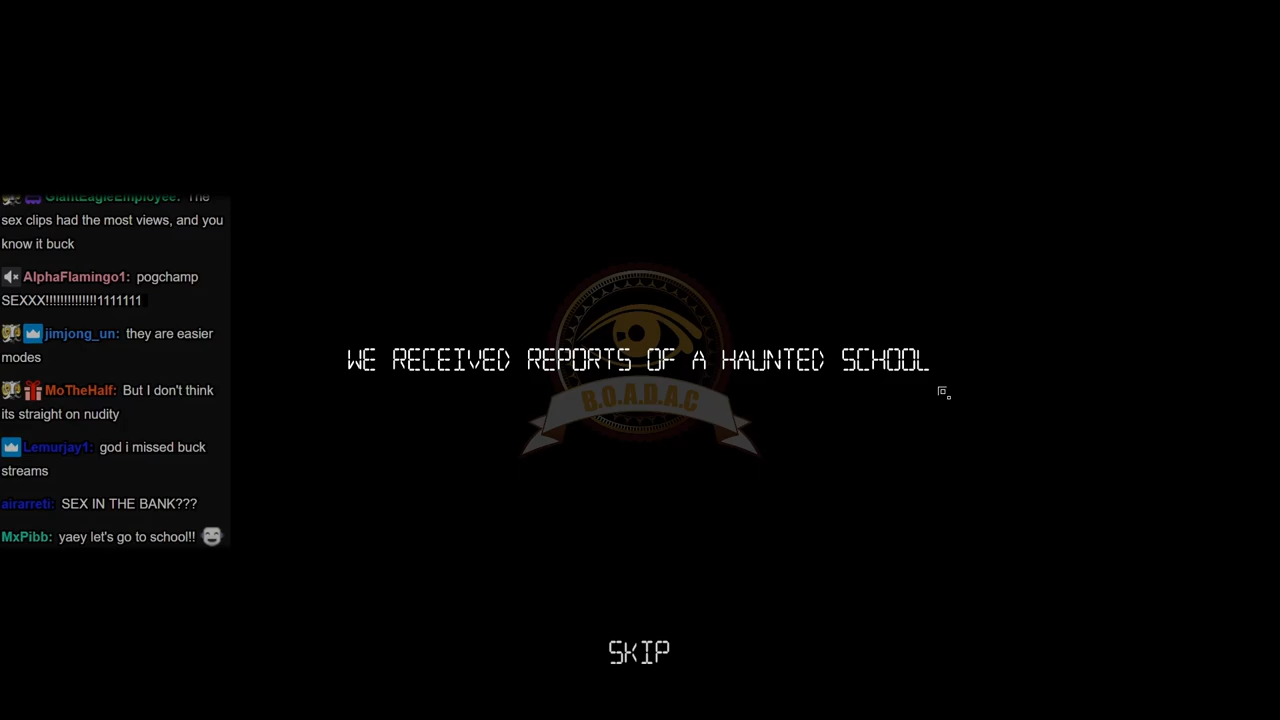 GiantEagleEmployee: The
sex clips had the most views, and you
know it buck
AlphaFlamingo1: pogchamp
SEXXX!!!!!!!!!!!!!!1111111
jimjong_un: they are easier
modes
MoTheHalf: But I don't think
its straight on nudity
Lemurjay1: god i missed buck
streams
airarreti: SEX IN THE BANK???
MxPibb: yaey let's go to school!!
WE RECEIVED REPORTS OF A HAUNTED SCHOOL
B.O.A.D.A.C
SKIP